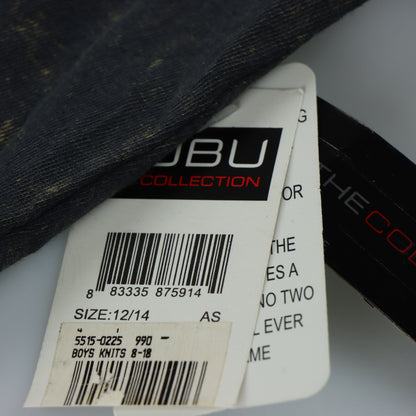 UBU
COLLECTION
8 83335 875914
SIZE:12/14 AS
5515-0225 990
BOYS KNITS 8-18
G
OR
THE
ES A
NO TWO
EVER
ME
THE COL